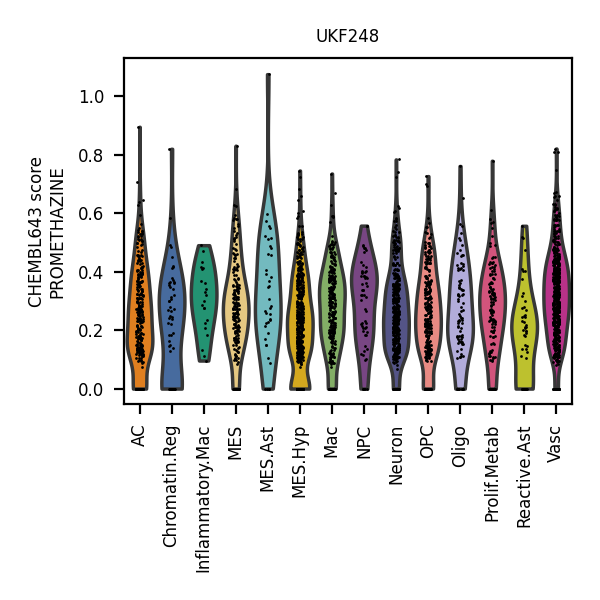 UKF248
CHEMBL643 score
PROMETHAZINE
1.0
0.8
0.6
0.4
0.2
0.0
AC
Chromatin.Reg
Inflammatory.Mac
MES
MES.Ast
MES.Hyp
Mac
NPC
Neuron
OPC
Oligo
Prolif.Metab
Reactive.Ast
Vasc